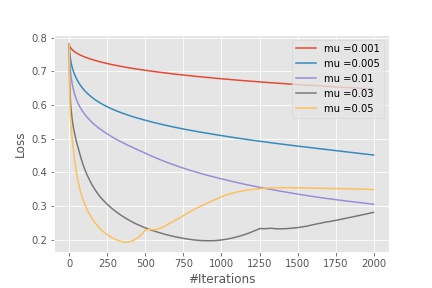 0.8
0.7
0.6
0.5
0.4
0.3
0.2
Loss
mu =0.001
mu =0.005
mu =0.01
mu =0.03
mu =0.05
0 250 500 750 1000 1250 1500 1750 2000
#Iterations